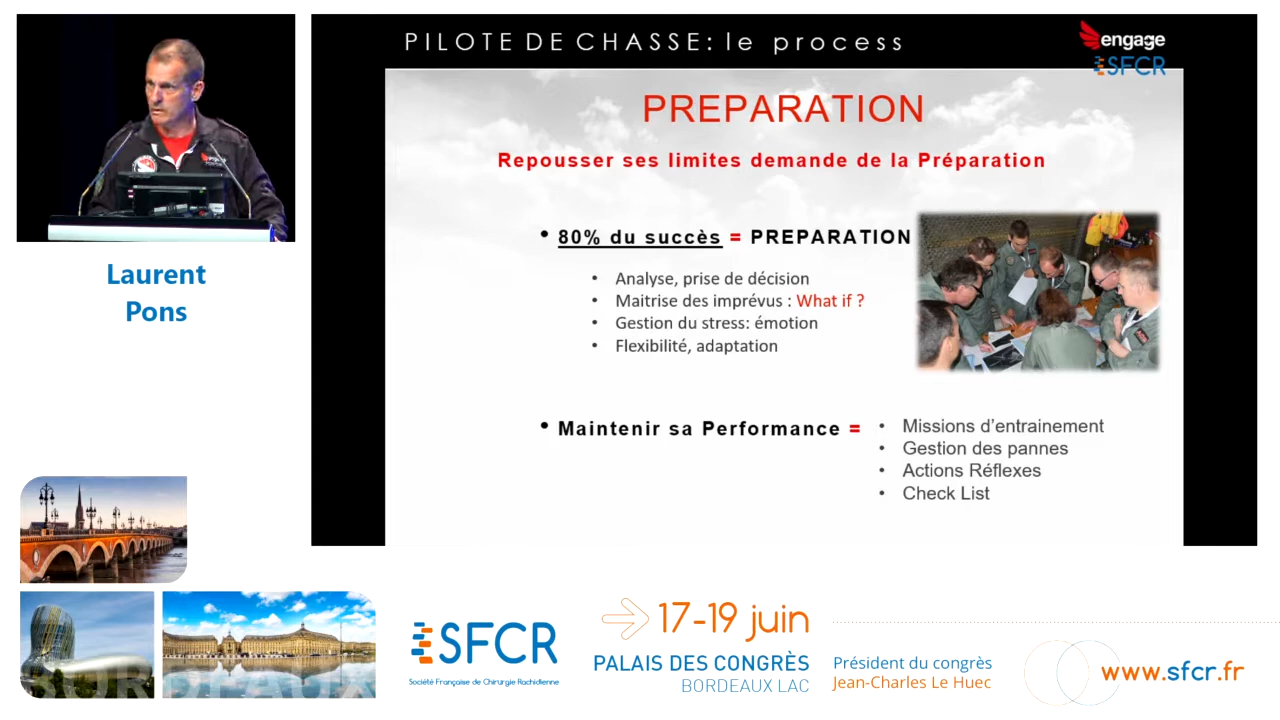 PILOTE DE CHASSE: le process
engage
SFCR
PREPARATION
Repousser ses limites demande de la Préparation
• 80% du succès = PREPARATION
• Analyse, prise de décision
• Maitrise des imprévus : What if ?
• Gestion du stress: émotion
• Flexibilité, adaptation
• Maintenir sa Performance =
• Missions d'entrainement
• Gestion des pannes
• Actions Réflexes
• Check List
Laurent
Pons
BORDEAUX
SFCR
Société Française de Chirurgie Rachidienne
17-19 juin
PALAIS DES CONGRÈS
BORDEAUX LAC
Président du congrès
Jean-Charles Le Huec
www.sfcr.fr